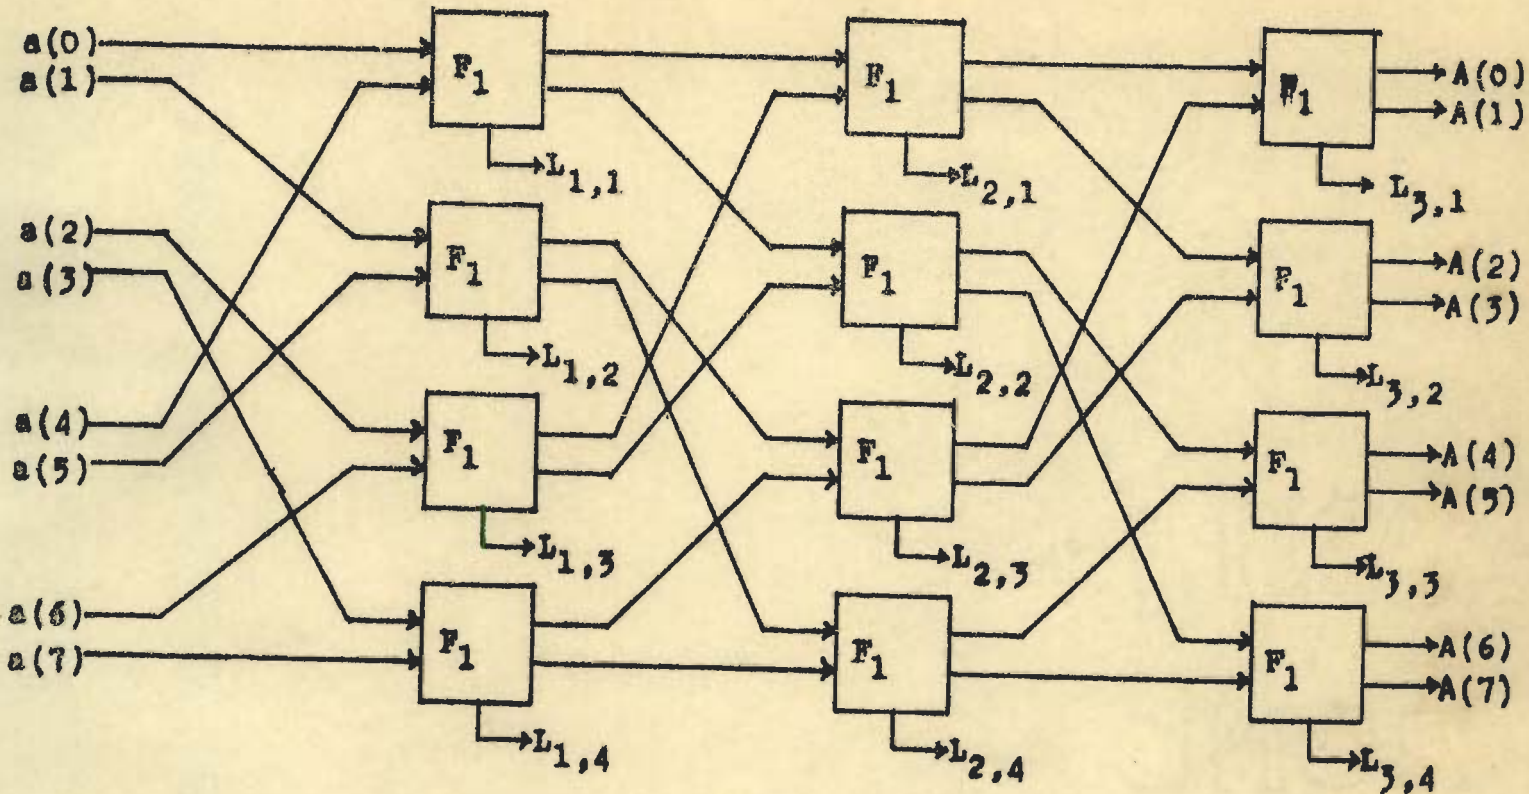 a(0)
a(1)
a(2)
a(3)
a(4)
a(5)
a(6)
a(7)
F1
L1,1
F1
L1,2
F1
L1,3
F1
L1,4
F1
L2,1
F1
L2,2
F1
L2,3
F1
L2,4
F1
L3,1
F1
L3,2
F1
L3,3
F1
L3,4
A(0)
A(1)
A(2)
A(3)
A(4)
A(5)
A(6)
A(7)